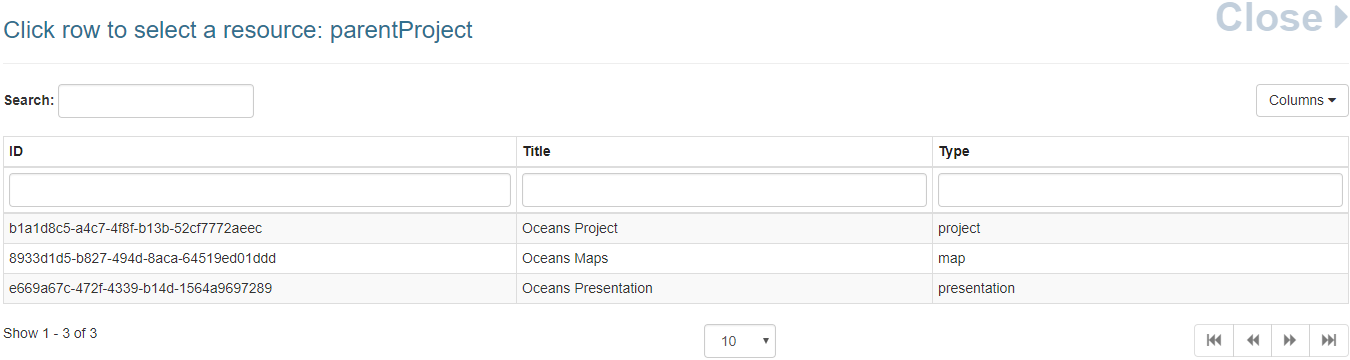 Close
Click row to select a resource: parentProject
Search:
Columns
ID Title Type
b1a1d8c5-a4c7-4f8f-b13b-52cf7772aeec Oceans Project project
8933d1d5-b827-494d-8aca-64519ed01ddd Oceans Maps map
e669a67c-472f-4339-b14d-1564a9697289 Oceans Presentation presentation
Show 1 - 3 of 3 10